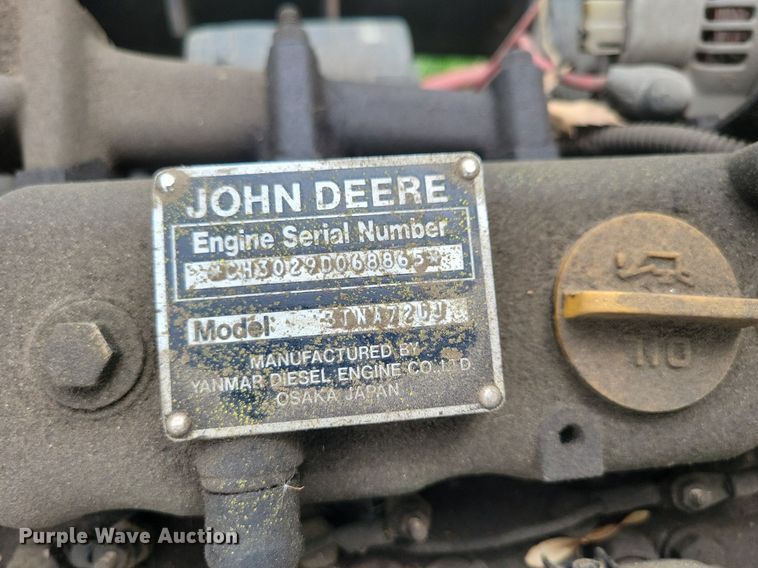 JOHN DEERE
Engine Serial Number
*CH3029D068865*
Model 3TNA72UJ
MANUFACTURED BY
YANMAR DIESEL ENGINE CO.LTD.
OSAKA JAPAN
Purple Wave Auction